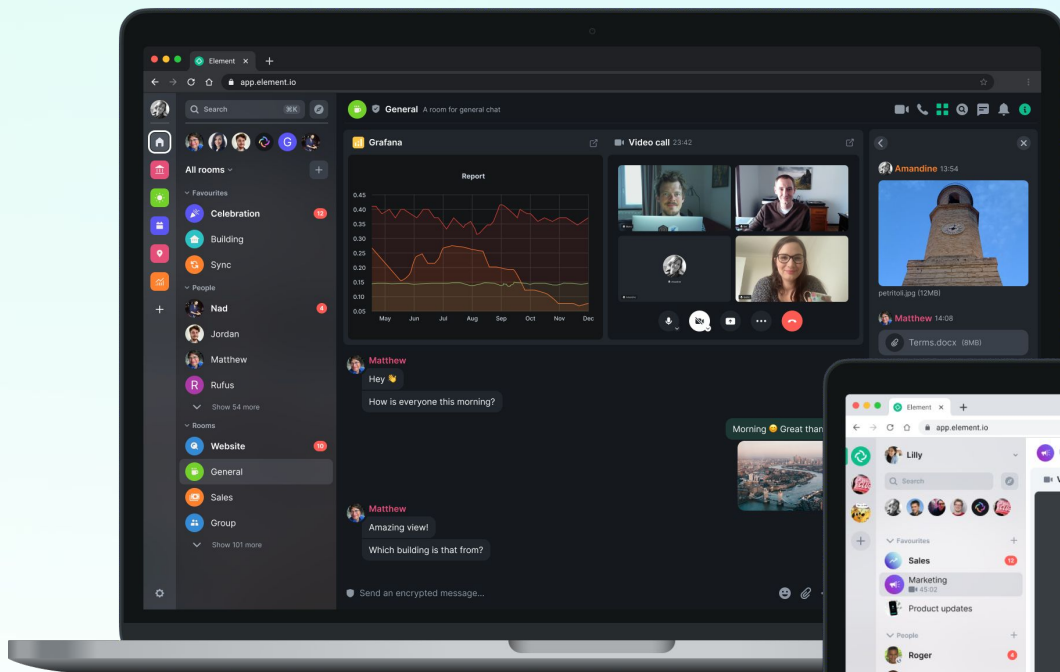 Element
app.element.io
Search
⌘K
All rooms
Favourites
Celebration
12
Building
Sync
People
Nad
4
Jordan
Matthew
R
Rufus
Show 54 more
Rooms
Website
10
General
Sales
Group
Show 101 more
G
General A room for general chat
Grafana
Report
0.45
0.40
0.35
0.30
0.25
0.20
0.15
0.10
0.05
May Jun Jul Aug Sep Oct Nov Dec
Video call 23:42
Matthew
Hey 👋
How is everyone this morning?
Morning 😊 Great than
Matthew
Amazing view!
Which building is that from?
Send an encrypted message...
Amandine 13:54
petritoli.jpg (12MB)
Matthew 14:08
Terms.docx (8MB)
Element
app.element.io
Lilly
Search
Favourites
Sales
12
Marketing
45:02
Product updates
People
Roger
4
V